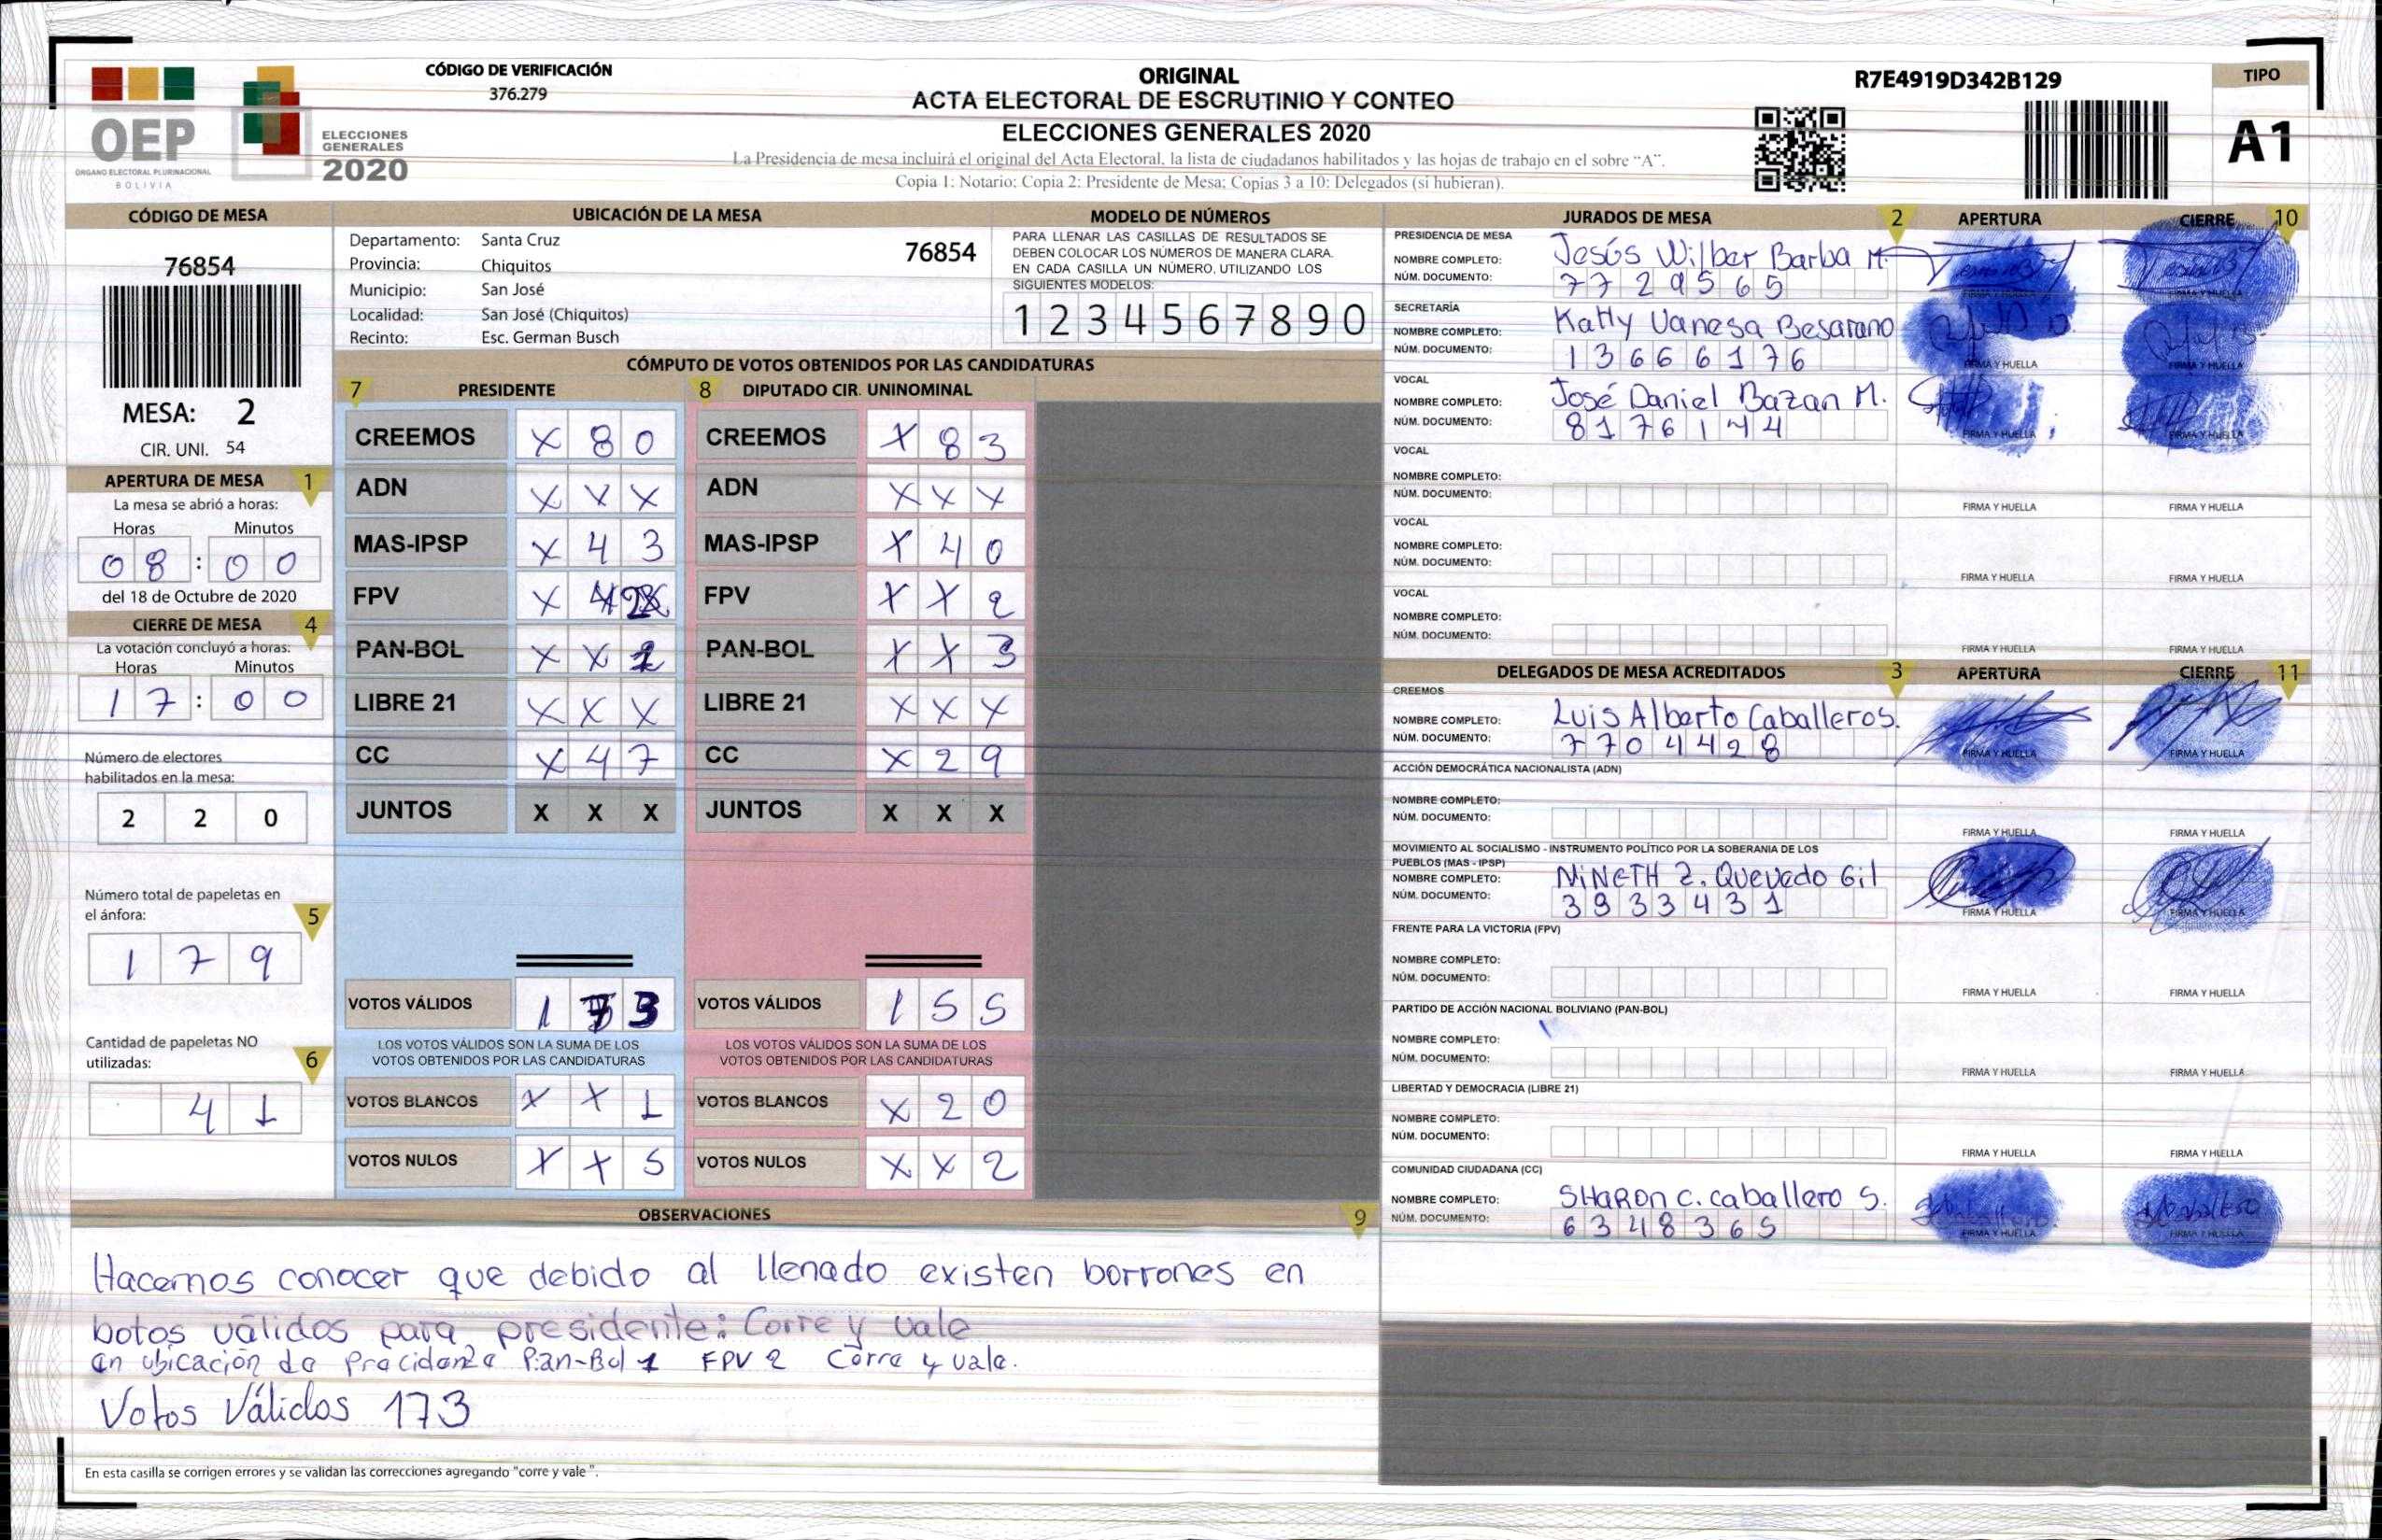 CÓDIGO DE VERIFICACIÓN
376.279
OEP
ÓRGANO ELECTORAL PLURINACIONAL
BOLIVIA
ELECCIONES
GENERALES
2020
ORIGINAL
ACTA ELECTORAL DE ESCRUTINIO Y CONTEO
ELECCIONES GENERALES 2020
La Presidencia de mesa incluirá el original del Acta Electoral, la lista de ciudadanos habilitados y las hojas de trabajo en el sobre “A”.
Copia 1: Notario; Copia 2: Presidente de Mesa; Copias 3 a 10: Delegados (si hubieran).
R7E4919D342B129
TIPO
A1
CÓDIGO DE MESA
76854
MESA: 2
CIR. UNI. 54
APERTURA DE MESA 1
La mesa se abrió a horas:
Horas Minutos
08:00
del 18 de Octubre de 2020
CIERRE DE MESA 4
La votación concluyó a horas:
Horas Minutos
17:00
Número de electores
habilitados en la mesa:
2 2 0
Número total de papeletas en
el ánfora: 5
1 7 9
Cantidad de papeletas NO
utilizadas: 6
4 1
UBICACIÓN DE LA MESA
Departamento: Santa Cruz 76854
Provincia: Chiquitos
Municipio: San José
Localidad: San José (Chiquitos)
Recinto: Esc. German Busch
MODELO DE NÚMEROS
PARA LLENAR LAS CASILLAS DE RESULTADOS SE
DEBEN COLOCAR LOS NÚMEROS DE MANERA CLARA.
EN CADA CASILLA UN NÚMERO, UTILIZANDO LOS
SIGUIENTES MODELOS:
1 2 3 4 5 6 7 8 9 0
CÓMPUTO DE VOTOS OBTENIDOS POR LAS CANDIDATURAS
7 PRESIDENTE 8 DIPUTADO CIR. UNINOMINAL
CREEMOS X 8 0 CREEMOS X 8 3
ADN X X X ADN X X X
MAS-IPSP X 4 3 MAS-IPSP X 4 0
FPV X FPV X X 2
PAN-BOL X X 1 PAN-BOL X X 3
LIBRE 21 X X X LIBRE 21 X X X
CC X 4 7 CC X 2 9
JUNTOS X X X JUNTOS X X X
VOTOS VÁLIDOS 1 7 3 VOTOS VÁLIDOS 1 5 5
LOS VOTOS VÁLIDOS SON LA SUMA DE LOS LOS VOTOS VÁLIDOS SON LA SUMA DE LOS
VOTOS OBTENIDOS POR LAS CANDIDATURAS VOTOS OBTENIDOS POR LAS CANDIDATURAS
VOTOS BLANCOS X X 1 VOTOS BLANCOS X 2 0
VOTOS NULOS X X 5 VOTOS NULOS X X 2
OBSERVACIONES 9
Hacemos conocer que debido al llenado existen borrones en
botos válidos para presidente: Corre y vale
en ubicación de Precidente Pan-Bol 1 FPV 2 Corre y vale.
Votos Válidos 173
En esta casilla se corrigen errores y se validan las correcciones agregando "corre y vale".
JURADOS DE MESA 2 APERTURA CIERRE 10
PRESIDENCIA DE MESA
NOMBRE COMPLETO: Jesús Wilber Barba M.
NÚM. DOCUMENTO: 7729565
FIRMA Y HUELLA FIRMA Y HUELLA
SECRETARÍA
NOMBRE COMPLETO: Katty Vanesa Besarano
NÚM. DOCUMENTO: 13666176
FIRMA Y HUELLA FIRMA Y HUELLA
VOCAL
NOMBRE COMPLETO: José Daniel Bazan M.
NÚM. DOCUMENTO: 8176144
FIRMA Y HUELLA FIRMA Y HUELLA
VOCAL
NOMBRE COMPLETO:
NÚM. DOCUMENTO:
FIRMA Y HUELLA FIRMA Y HUELLA
VOCAL
NOMBRE COMPLETO:
NÚM. DOCUMENTO:
FIRMA Y HUELLA FIRMA Y HUELLA
VOCAL
NOMBRE COMPLETO:
NÚM. DOCUMENTO:
FIRMA Y HUELLA FIRMA Y HUELLA
DELEGADOS DE MESA ACREDITADOS 3 APERTURA CIERRE 11
CREEMOS
NOMBRE COMPLETO: Luis Alberto Caballeros.
NÚM. DOCUMENTO: 7704428
FIRMA Y HUELLA FIRMA Y HUELLA
ACCIÓN DEMOCRÁTICA NACIONALISTA (ADN)
NOMBRE COMPLETO:
NÚM. DOCUMENTO:
FIRMA Y HUELLA FIRMA Y HUELLA
MOVIMIENTO AL SOCIALISMO - INSTRUMENTO POLÍTICO POR LA SOBERANIA DE LOS
PUEBLOS (MAS - IPSP)
NOMBRE COMPLETO: NiNETH Z. Quevedo Gil
NÚM. DOCUMENTO: 3933431
FIRMA Y HUELLA FIRMA Y HUELLA
FRENTE PARA LA VICTORIA (FPV)
NOMBRE COMPLETO:
NÚM. DOCUMENTO:
FIRMA Y HUELLA FIRMA Y HUELLA
PARTIDO DE ACCIÓN NACIONAL BOLIVIANO (PAN-BOL)
NOMBRE COMPLETO:
NÚM. DOCUMENTO:
FIRMA Y HUELLA FIRMA Y HUELLA
LIBERTAD Y DEMOCRACIA (LIBRE 21)
NOMBRE COMPLETO:
NÚM. DOCUMENTO:
FIRMA Y HUELLA FIRMA Y HUELLA
COMUNIDAD CIUDADANA (CC)
NOMBRE COMPLETO: SHARON C. caballero S.
NÚM. DOCUMENTO: 6348365
FIRMA Y HUELLA FIRMA Y HUELLA